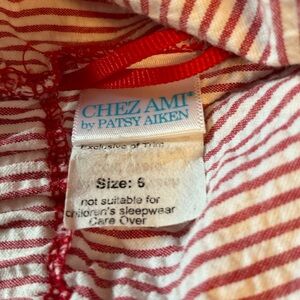 CHEZ AMI®
by PATSY AIKEN
Exclusive of Trim
Size: 6
not suitable for
children's sleepwear
Care Over